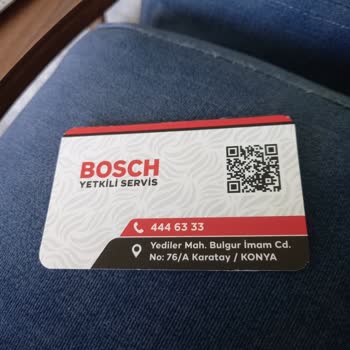 BOSCH
YETKİLİ SERVİS
444 63 33
Yediler Mah. Bulgur İmam Cd.
No: 76/A Karatay / KONYA